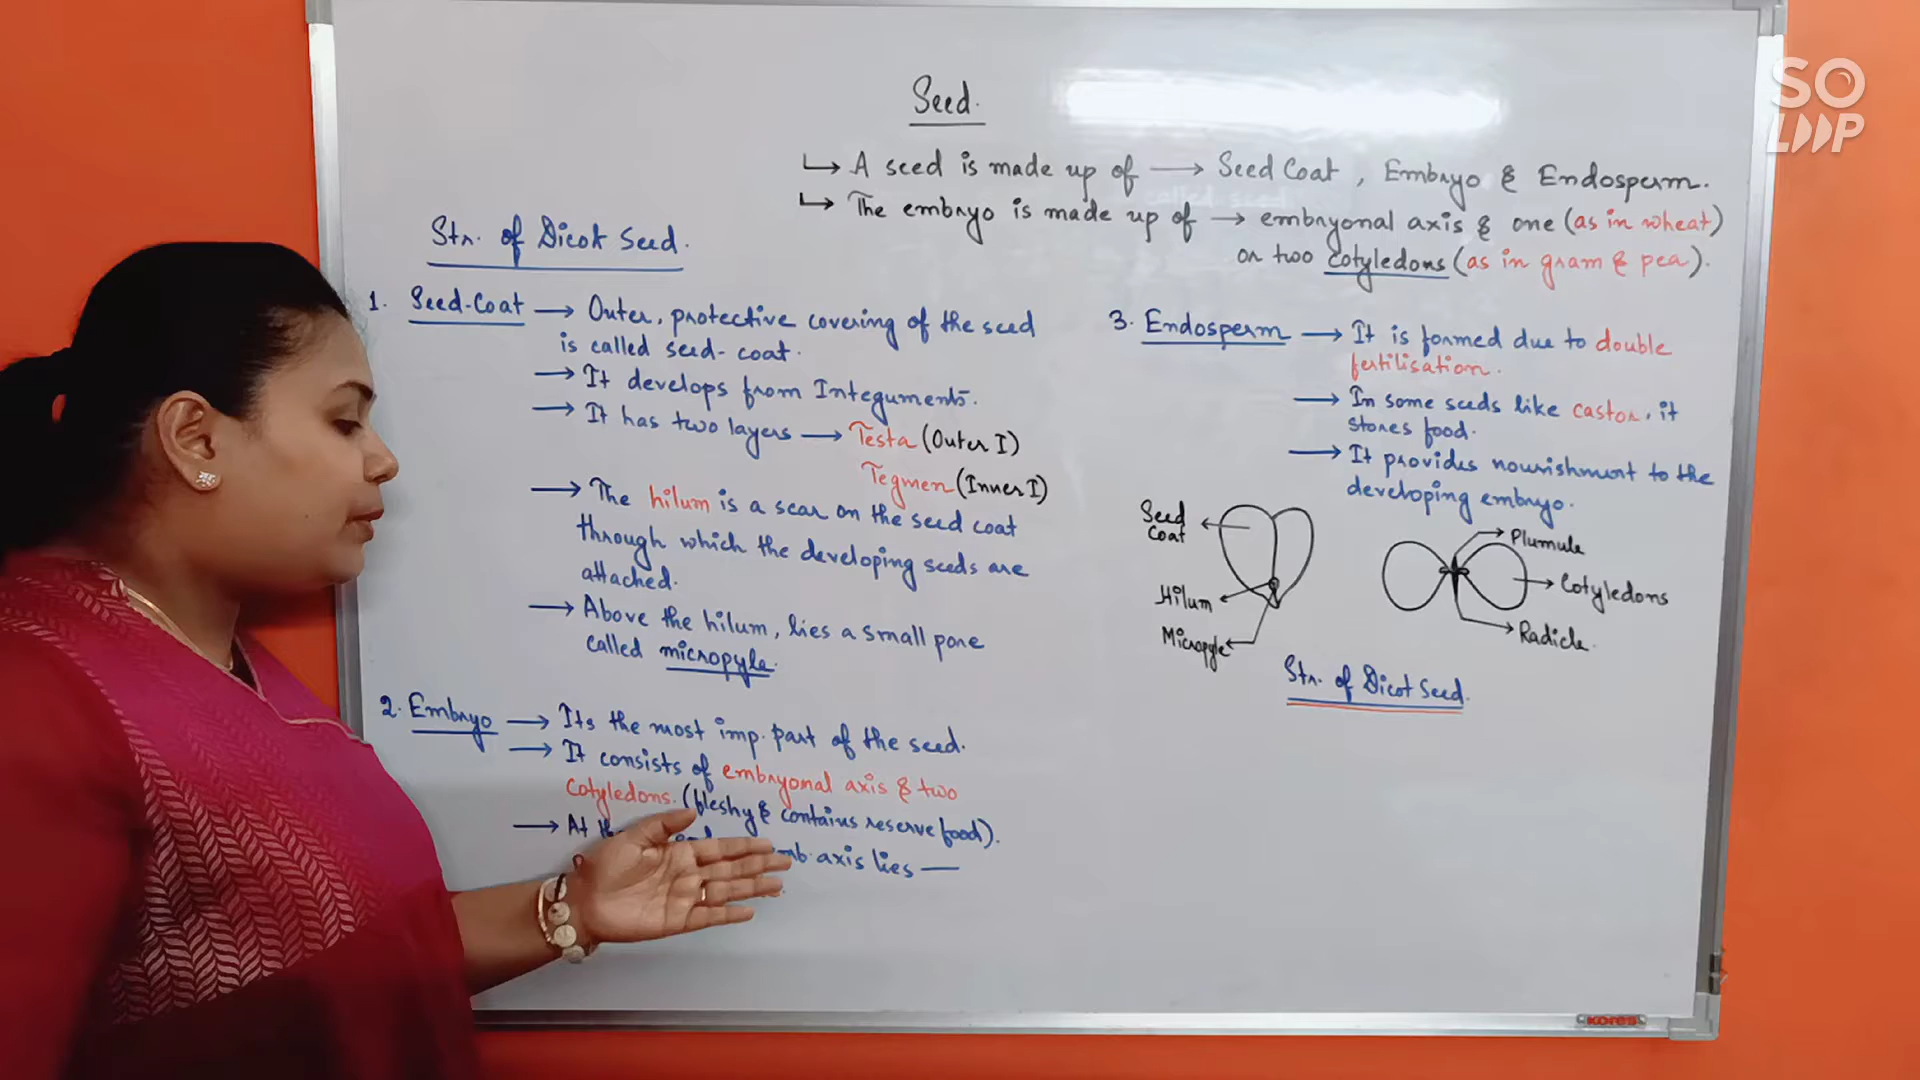 Seed.
↳ A seed is made up of → Seed Coat, Embryo & Endosperm.
↳ The embryo is made up of → embryonal axis & one (as in wheat)
or two cotyledons (as in gram & pea).
Str. of Dicot Seed.
1. Seed-Coat → Outer, protective covering of the seed
is called seed-coat.
→ It develops from Integuments.
→ It has two layers → Testa (Outer I)
Tegmen (Inner I)
→ The hilum is a scar on the seed coat
through which the developing seeds are
attached.
→ Above the hilum, lies a small pore
called micropyle.
2. Embryo → Its the most imp. part of the seed.
→ It consists of embryonal axis & two
cotyledons. (fleshy & contains reserve food).
→ At
axis lies —
3. Endosperm → It is formed due to double
fertilisation.
→ In some seeds like castor, it
stores food.
→ It provides nourishment to the
developing embryo.
Seed
Coat
Hilum
Micropyle
Plumule
Cotyledons
Radicle.
Str. of Dicot Seed.
SO
LOOP
kores